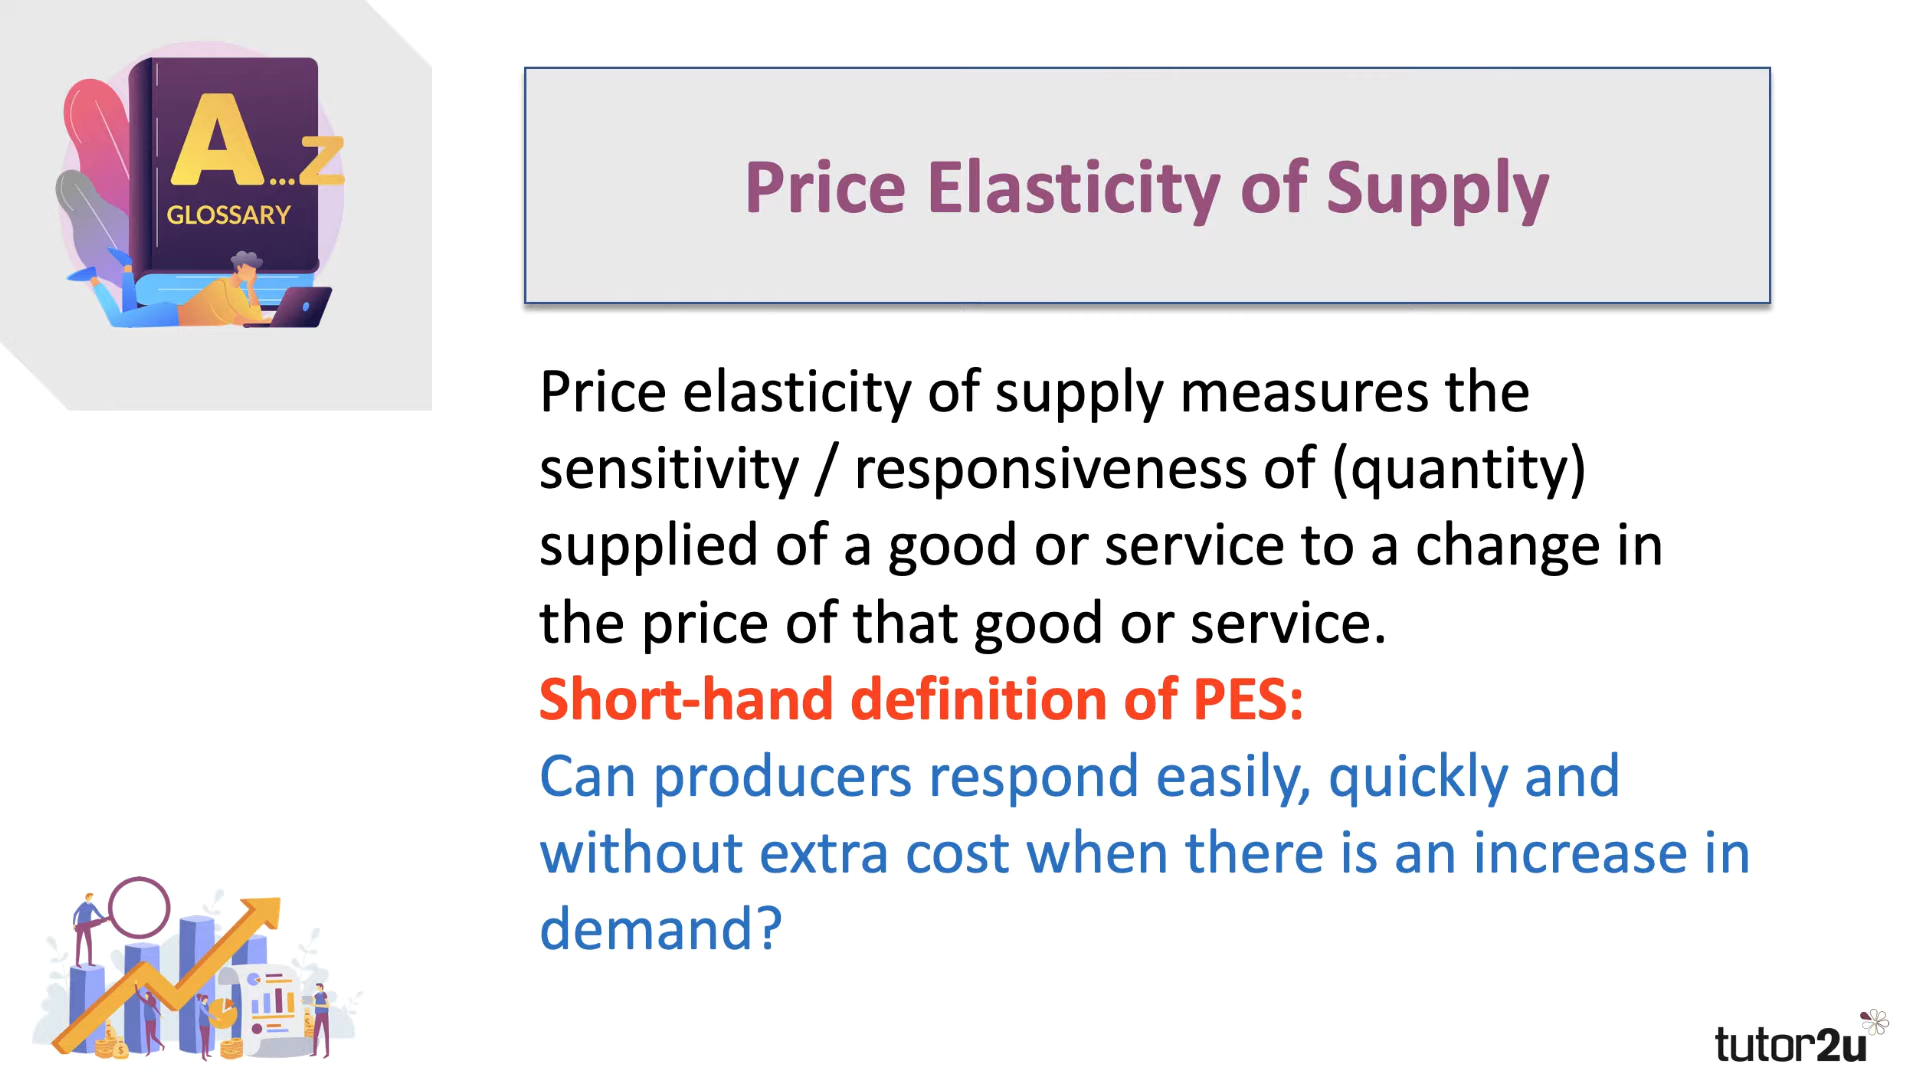 A...Z
GLOSSARY
Price Elasticity of Supply
Price elasticity of supply measures the
sensitivity / responsiveness of (quantity)
supplied of a good or service to a change in
the price of that good or service.
Short-hand definition of PES:
Can producers respond easily, quickly and
without extra cost when there is an increase in
demand?
tutor2u